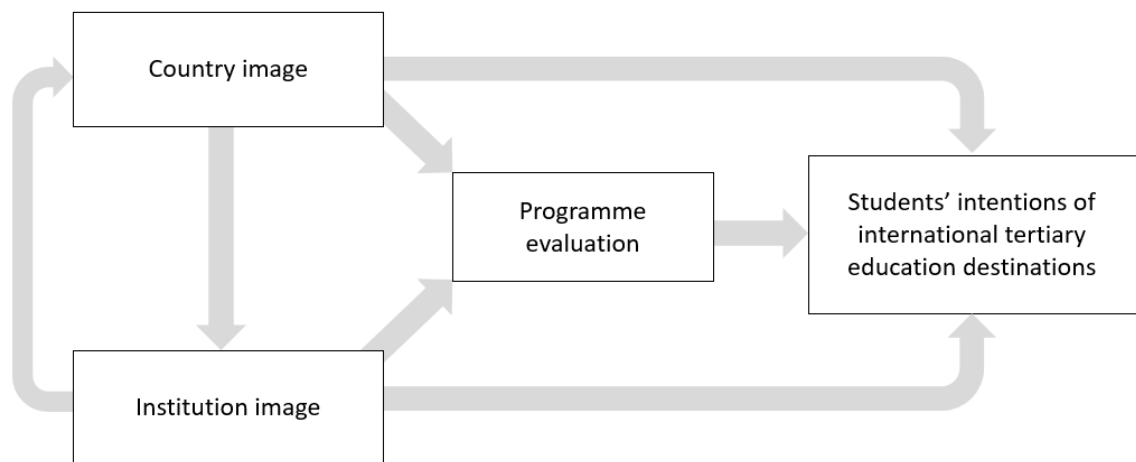 Country image
Programme
evaluation
Students’ intentions of
international tertiary
education destinations
Institution image